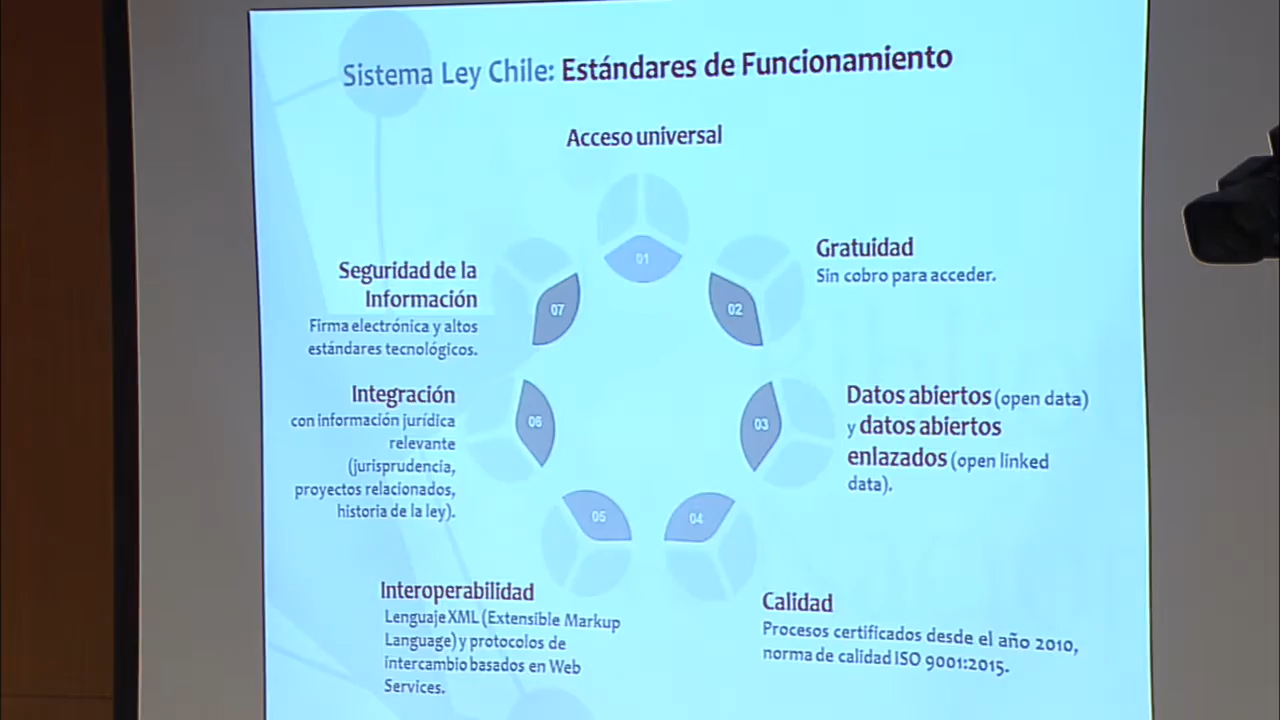 Sistema Ley Chile: Estándares de Funcionamiento
Acceso universal
01
Gratuidad
Sin cobro para acceder.
02
Datos abiertos (open data)
y datos abiertos
enlazados (open linked
data).
03
Calidad
Procesos certificados desde el año 2010,
norma de calidad ISO 9001:2015.
04
Interoperabilidad
Lenguaje XML (Extensible Markup
Language) y protocolos de
intercambio basados en Web
Services.
05
Integración
con información jurídica
relevante
(jurisprudencia,
proyectos relacionados,
historia de la ley).
06
Seguridad de la
Información
Firma electrónica y altos
estándares tecnológicos.
07